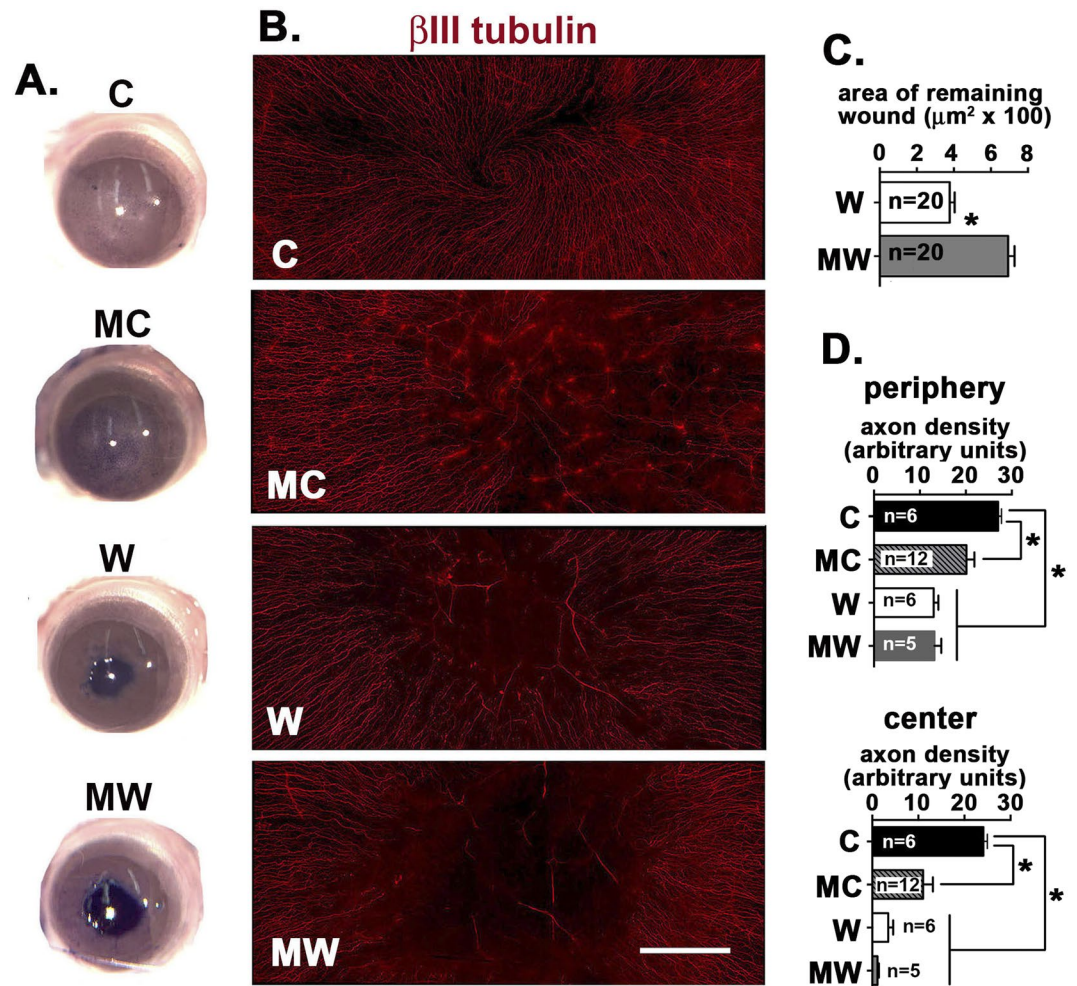 A.
C
MC
W
MW
B.
βIII tubulin
C
MC
W
MW
C.
area of remaining
wound (μm² x 100)
0 2 4 6 8
W n=20
*
MW n=20
D.
periphery
axon density
(arbitrary units)
0 10 20 30
C n=6
*
MC n=12
*
W n=6
MW n=5
center
axon density
(arbitrary units)
0 10 20 30
C n=6
*
MC n=12
*
W n=6
MW n=5